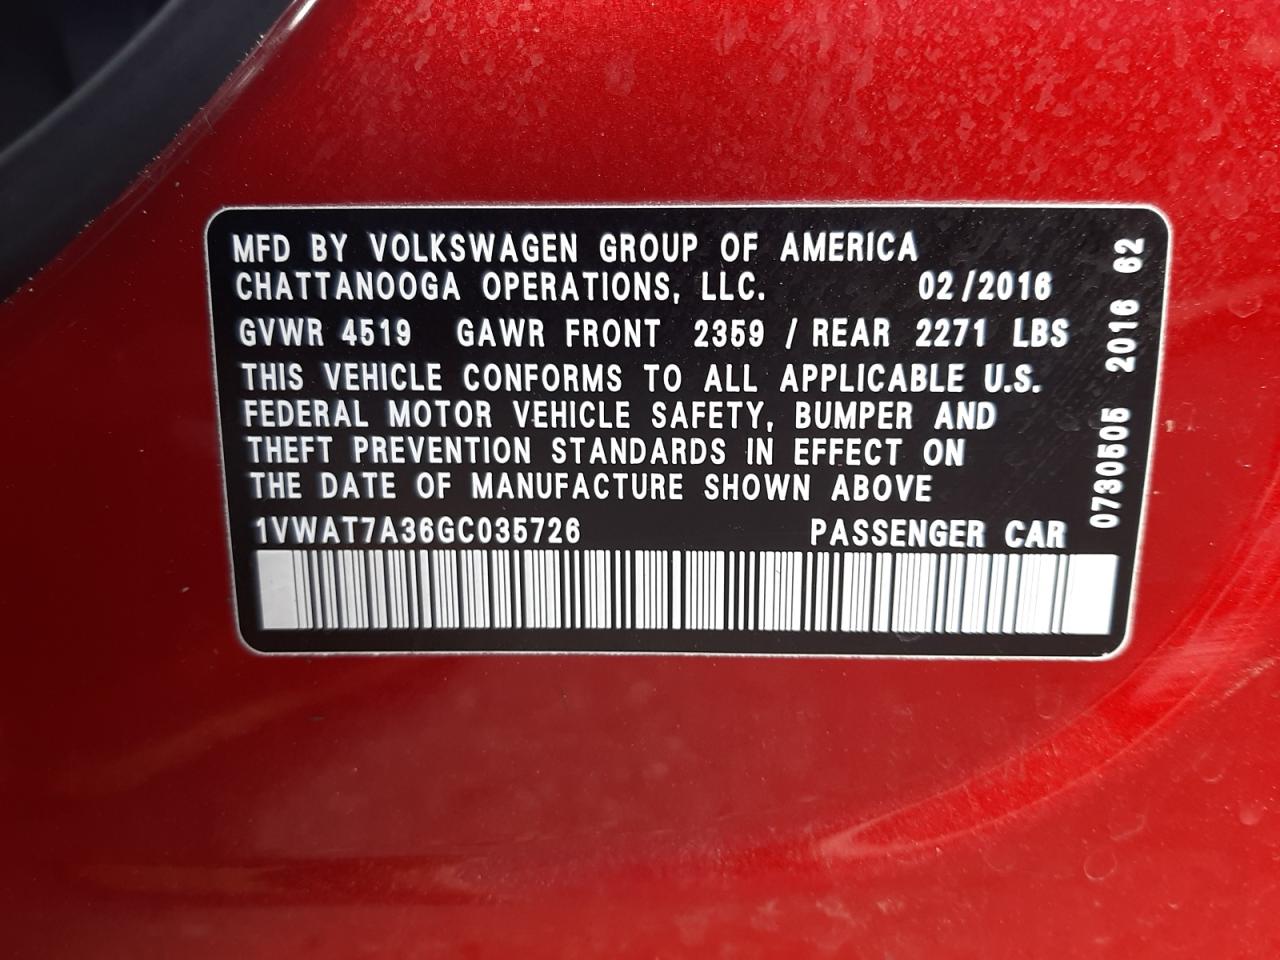 MFD BY VOLKSWAGEN GROUP OF AMERICA
CHATTANOOGA OPERATIONS, LLC. 02/2016
GVWR 4519 GAWR FRONT 2359 / REAR 2271 LBS
THIS VEHICLE CONFORMS TO ALL APPLICABLE U.S.
FEDERAL MOTOR VEHICLE SAFETY, BUMPER AND
THEFT PREVENTION STANDARDS IN EFFECT ON
THE DATE OF MANUFACTURE SHOWN ABOVE
1VWAT7A36GC035726 PASSENGER CAR
0730505 2016 62